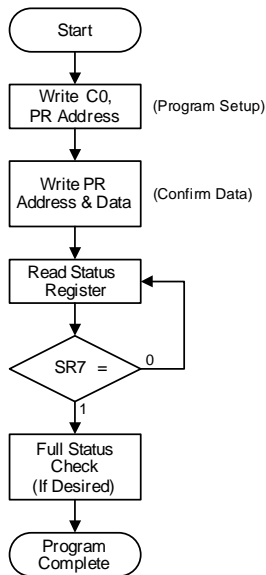 Start
Write C0,
PR Address
(Program Setup)
Write PR
Address & Data
(Confirm Data)
Read Status
Register
SR7 =
0
1
Full Status
Check
(If Desired)
Program
Complete